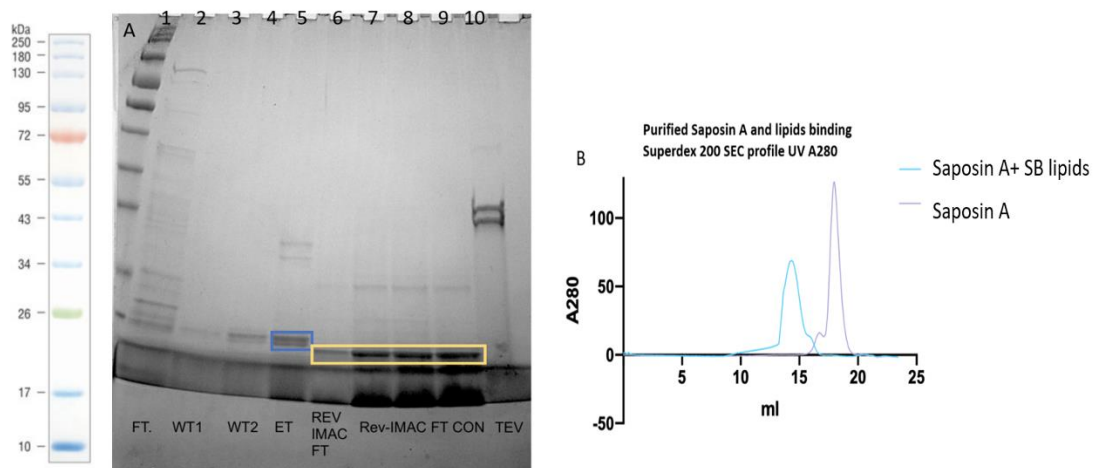 kDa
250
180
130
95
72
55
43
34
26
17
10
A
1 2 3 4 5 6 7 8 9 10
FT. WT1 WT2 ET REV IMAC FT Rev-IMAC FT CON TEV
B
Purified Saposin A and lipids binding
Superdex 200 SEC profile UV A280
Saposin A+ SB lipids
Saposin A
A280
100
50
0
-50
5 10 15 20 25
ml